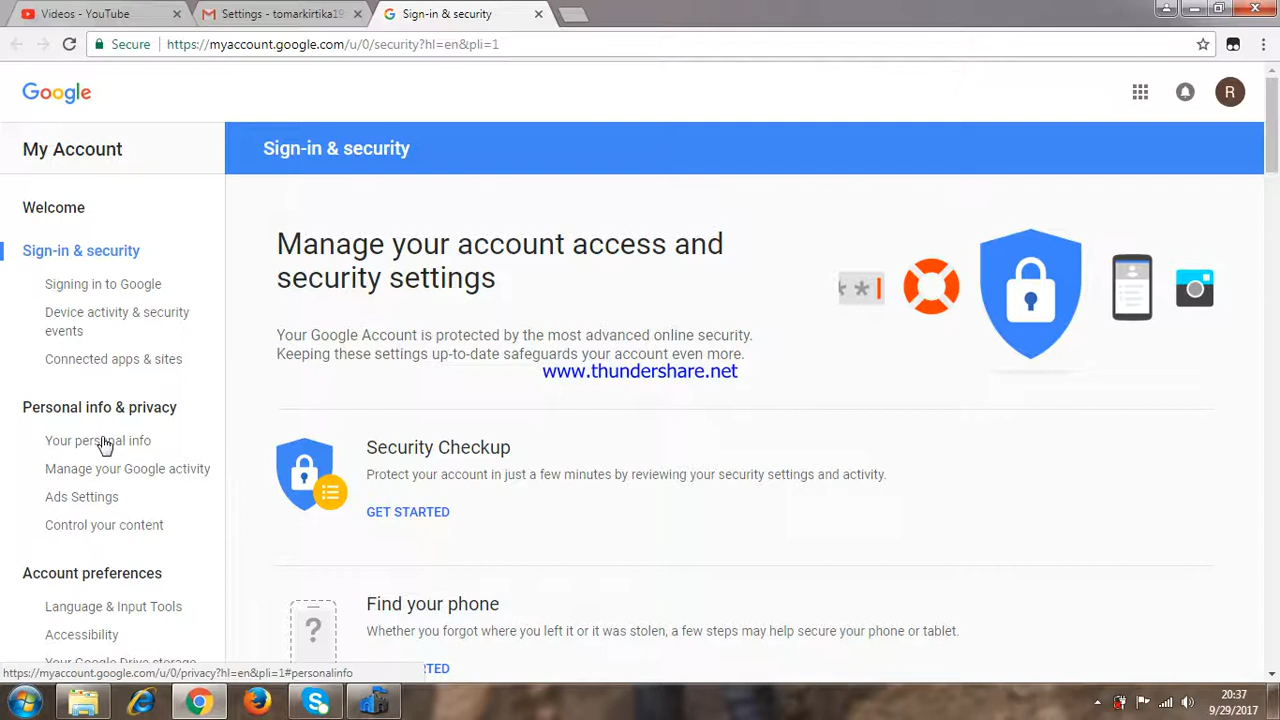 Videos - YouTube
Settings - tomarkirtika19
Sign-in & security
Secure
https://myaccount.google.com/u/0/security?hl=en&pli=1
Google
R
My Account
Sign-in & security
Welcome
Sign-in & security
Signing in to Google
Device activity & security
events
Connected apps & sites
Personal info & privacy
Your personal info
Manage your Google activity
Ads Settings
Control your content
Account preferences
Language & Input Tools
Accessibility
Your Google Drive storage
Manage your account access and
security settings
Your Google Account is protected by the most advanced online security.
Keeping these settings up-to-date safeguards your account even more.
www.thundershare.net
Security Checkup
Protect your account in just a few minutes by reviewing your security settings and activity.
GET STARTED
Find your phone
Whether you forgot where you left it or it was stolen, a few steps may help secure your phone or tablet.
RTED
https://myaccount.google.com/u/0/privacy?hl=en&pli=1#personalinfo
20:37
9/29/2017